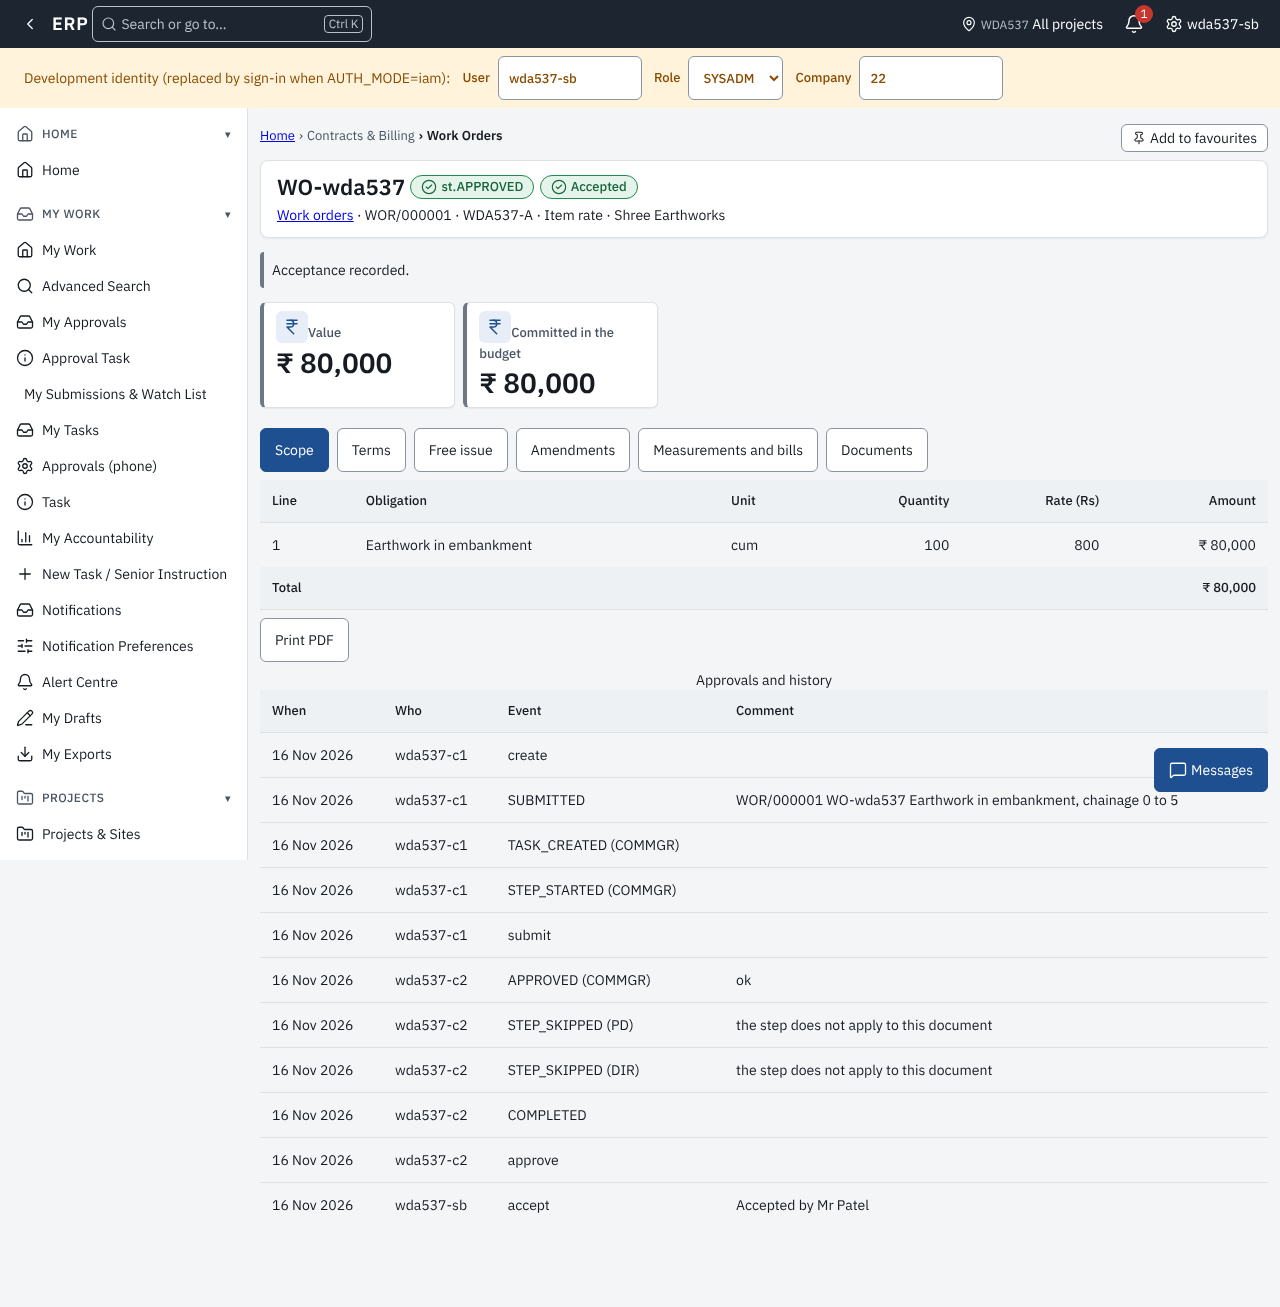 ERP
Search or go to...
Ctrl K
WDA537 All projects
1
wda537-sb
Development identity (replaced by sign-in when AUTH_MODE=iam):
User
wda537-sb
Role
SYSADM
Company
22
HOME
Home
MY WORK
My Work
Advanced Search
My Approvals
Approval Task
My Submissions & Watch List
My Tasks
Approvals (phone)
Task
My Accountability
New Task / Senior Instruction
Notifications
Notification Preferences
Alert Centre
My Drafts
My Exports
PROJECTS
Projects & Sites
Home › Contracts & Billing › Work Orders
Add to favourites
WO-wda537
st.APPROVED
Accepted
Work orders · WOR/000001 · WDA537-A · Item rate · Shree Earthworks
Acceptance recorded.
₹ Value
₹ 80,000
₹ Committed in the
budget
₹ 80,000
Scope
Terms
Free issue
Amendments
Measurements and bills
Documents
Line Obligation Unit Quantity Rate (Rs) Amount
1 Earthwork in embankment cum 100 800 ₹ 80,000
Total ₹ 80,000
Print PDF
Approvals and history
When Who Event Comment
16 Nov 2026 wda537-c1 create
Messages
16 Nov 2026 wda537-c1 SUBMITTED WOR/000001 WO-wda537 Earthwork in embankment, chainage 0 to 5
16 Nov 2026 wda537-c1 TASK_CREATED (COMMGR)
16 Nov 2026 wda537-c1 STEP_STARTED (COMMGR)
16 Nov 2026 wda537-c1 submit
16 Nov 2026 wda537-c2 APPROVED (COMMGR) ok
16 Nov 2026 wda537-c2 STEP_SKIPPED (PD) the step does not apply to this document
16 Nov 2026 wda537-c2 STEP_SKIPPED (DIR) the step does not apply to this document
16 Nov 2026 wda537-c2 COMPLETED
16 Nov 2026 wda537-c2 approve
16 Nov 2026 wda537-sb accept Accepted by Mr Patel